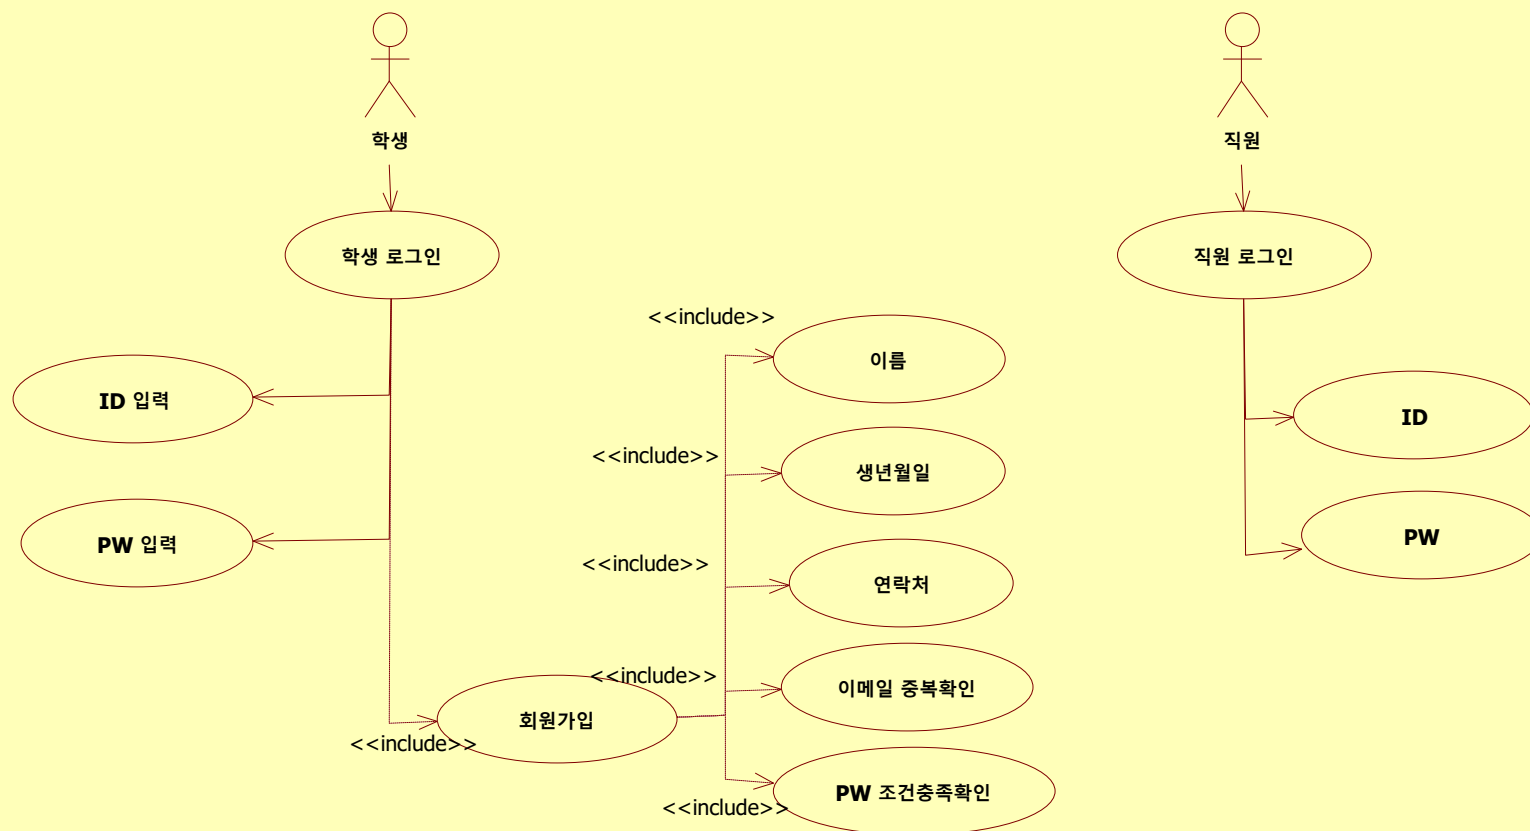 학생
직원
학생 로그인
직원 로그인
<<include>>
이름
ID 입력
ID
<<include>>
생년월일
PW 입력
PW
<<include>>
연락처
<<include>>
이메일 중복확인
회원가입
<<include>>
PW 조건충족확인
<<include>>